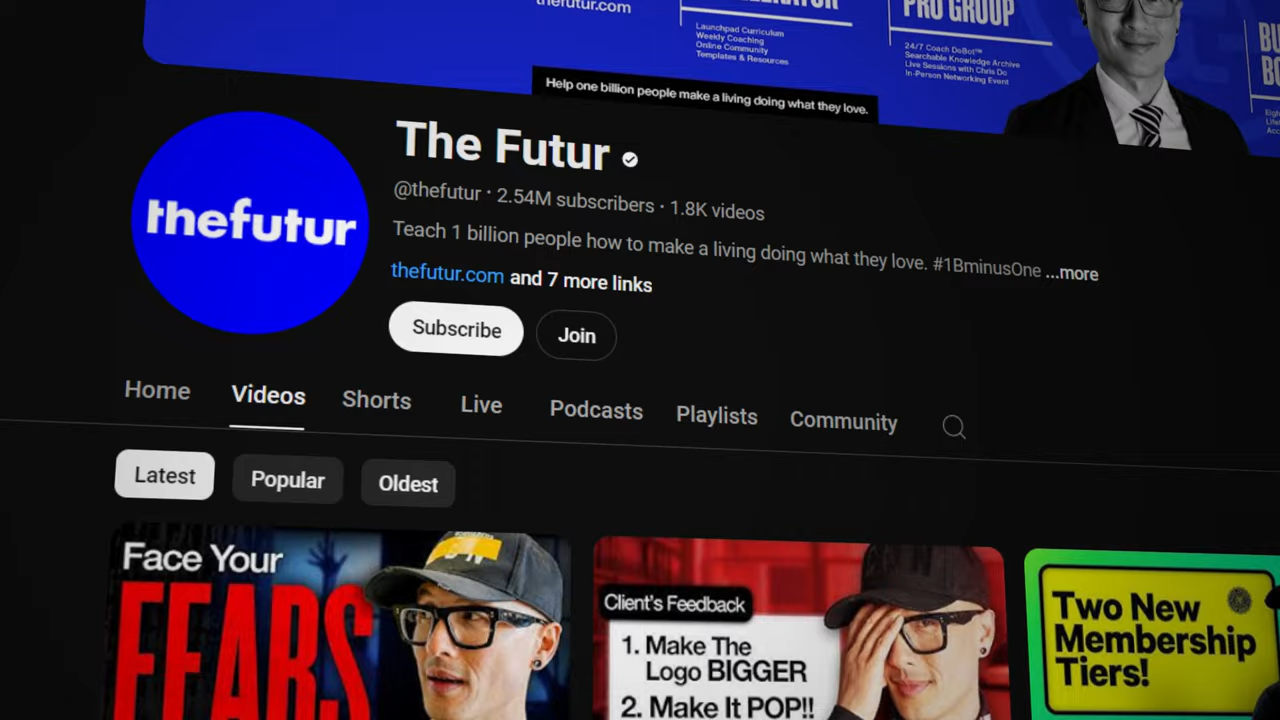 thefutur.com
Launchpad Curriculum
Weekly Coaching
Online Community
Templates & Resources
PRO GROUP
24/7 Coach DoBot™
Searchable Knowledge Archive
Live Sessions with Chris Do
In-Person Networking Event
Help one billion people make a living doing what they love.
thefutur
The Futur
@thefutur · 2.54M subscribers · 1.8K videos
Teach 1 billion people how to make a living doing what they love. #1BminusOne ...more
thefutur.com and 7 more links
Subscribe
Join
Home
Videos
Shorts
Live
Podcasts
Playlists
Community
Latest
Popular
Oldest
Face Your
FEARS
Client's Feedback
1. Make The
Logo BIGGER
2. Make It POP!!
Two New
Membership
Tiers!